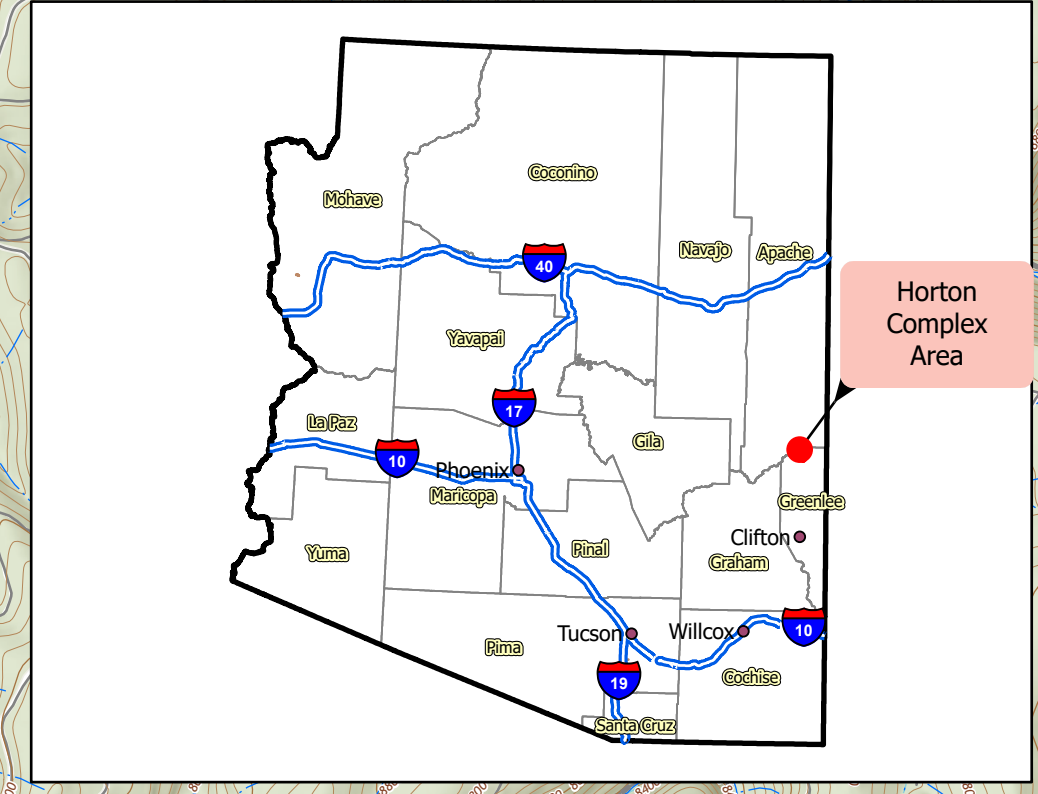 Coconino
Mohave
Navajo
Apache
40
Horton
Complex
Area
Yavapai
17
La Paz
Gila
10
Phoenix
Maricopa
Greenlee
Clifton
Yuma
Pinal
Graham
Tucson
Willcox
10
Pima
19
Cochise
Santa Cruz